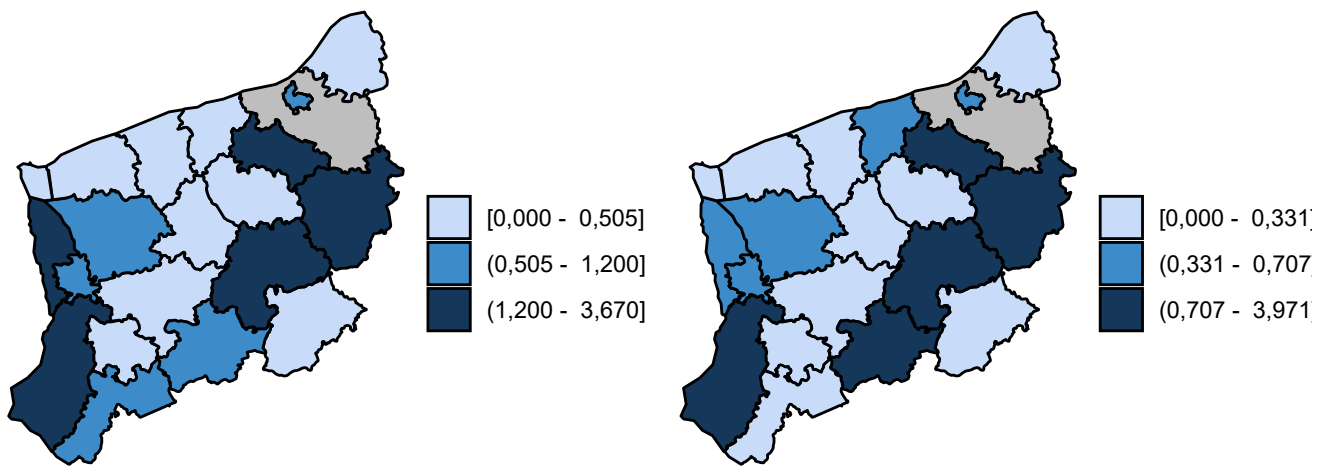 [0,000 - 0,505]
(0,505 - 1,200]
(1,200 - 3,670]
[0,000 - 0,331]
(0,331 - 0,707]
(0,707 - 3,971]